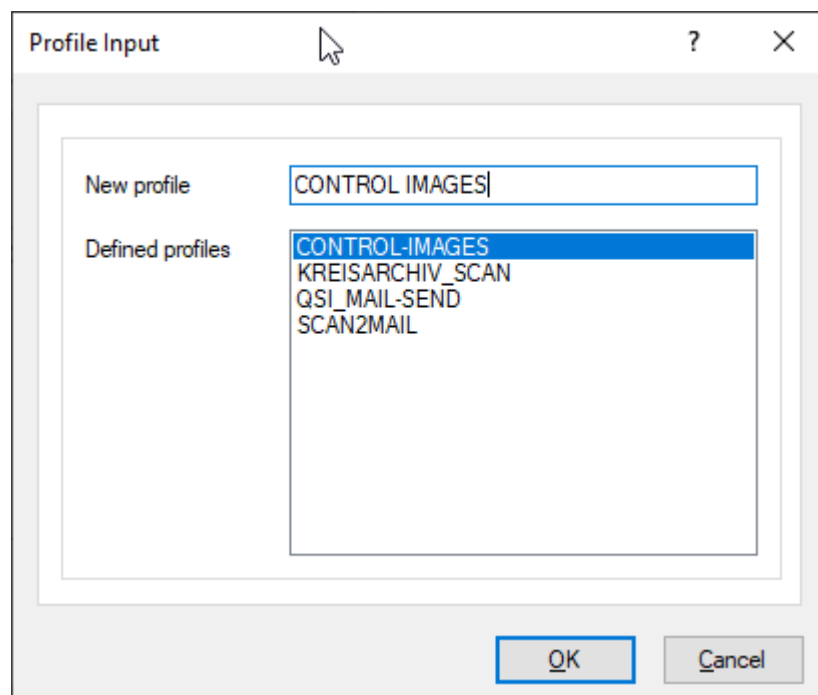 Profile Input ?
New profile CONTROL IMAGES
Defined profiles CONTROL-IMAGES
KREISARCHIV_SCAN
QSI_MAIL-SEND
SCAN2MAIL
OK Cancel